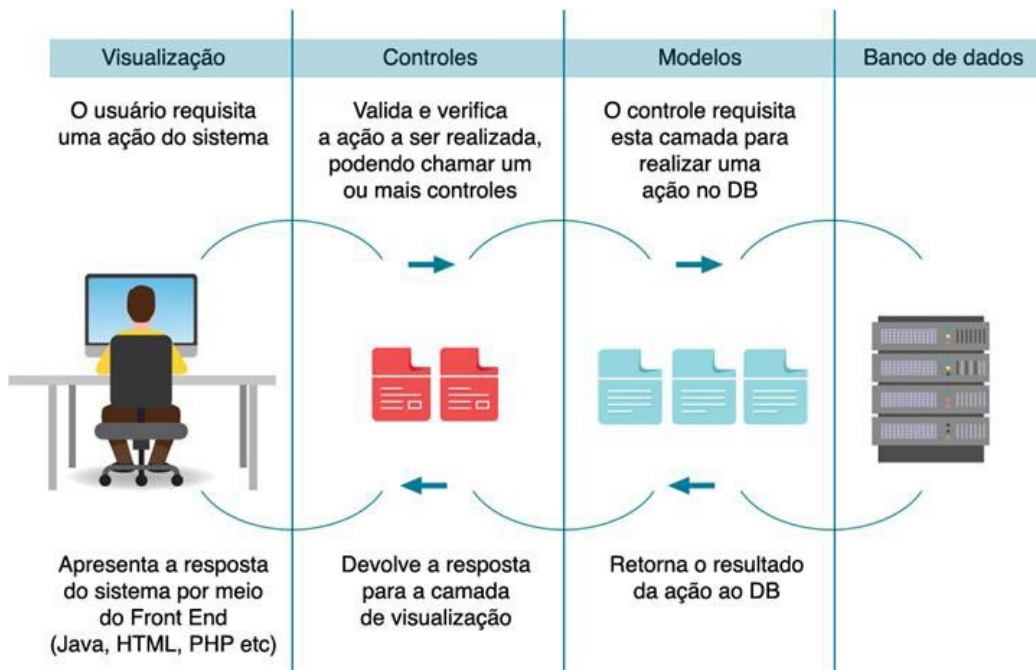 Visualização
Controles
Modelos
Banco de dados
O usuário requisita
uma ação do sistema
Valida e verifica
a ação a ser realizada,
podendo chamar um
ou mais controles
O controle requisita
esta camada para
realizar uma
ação no DB
Apresenta a resposta
do sistema por meio
do Front End
(Java, HTML, PHP etc)
Devolve a resposta
para a camada
de visualização
Retorna o resultado
da ação ao DB